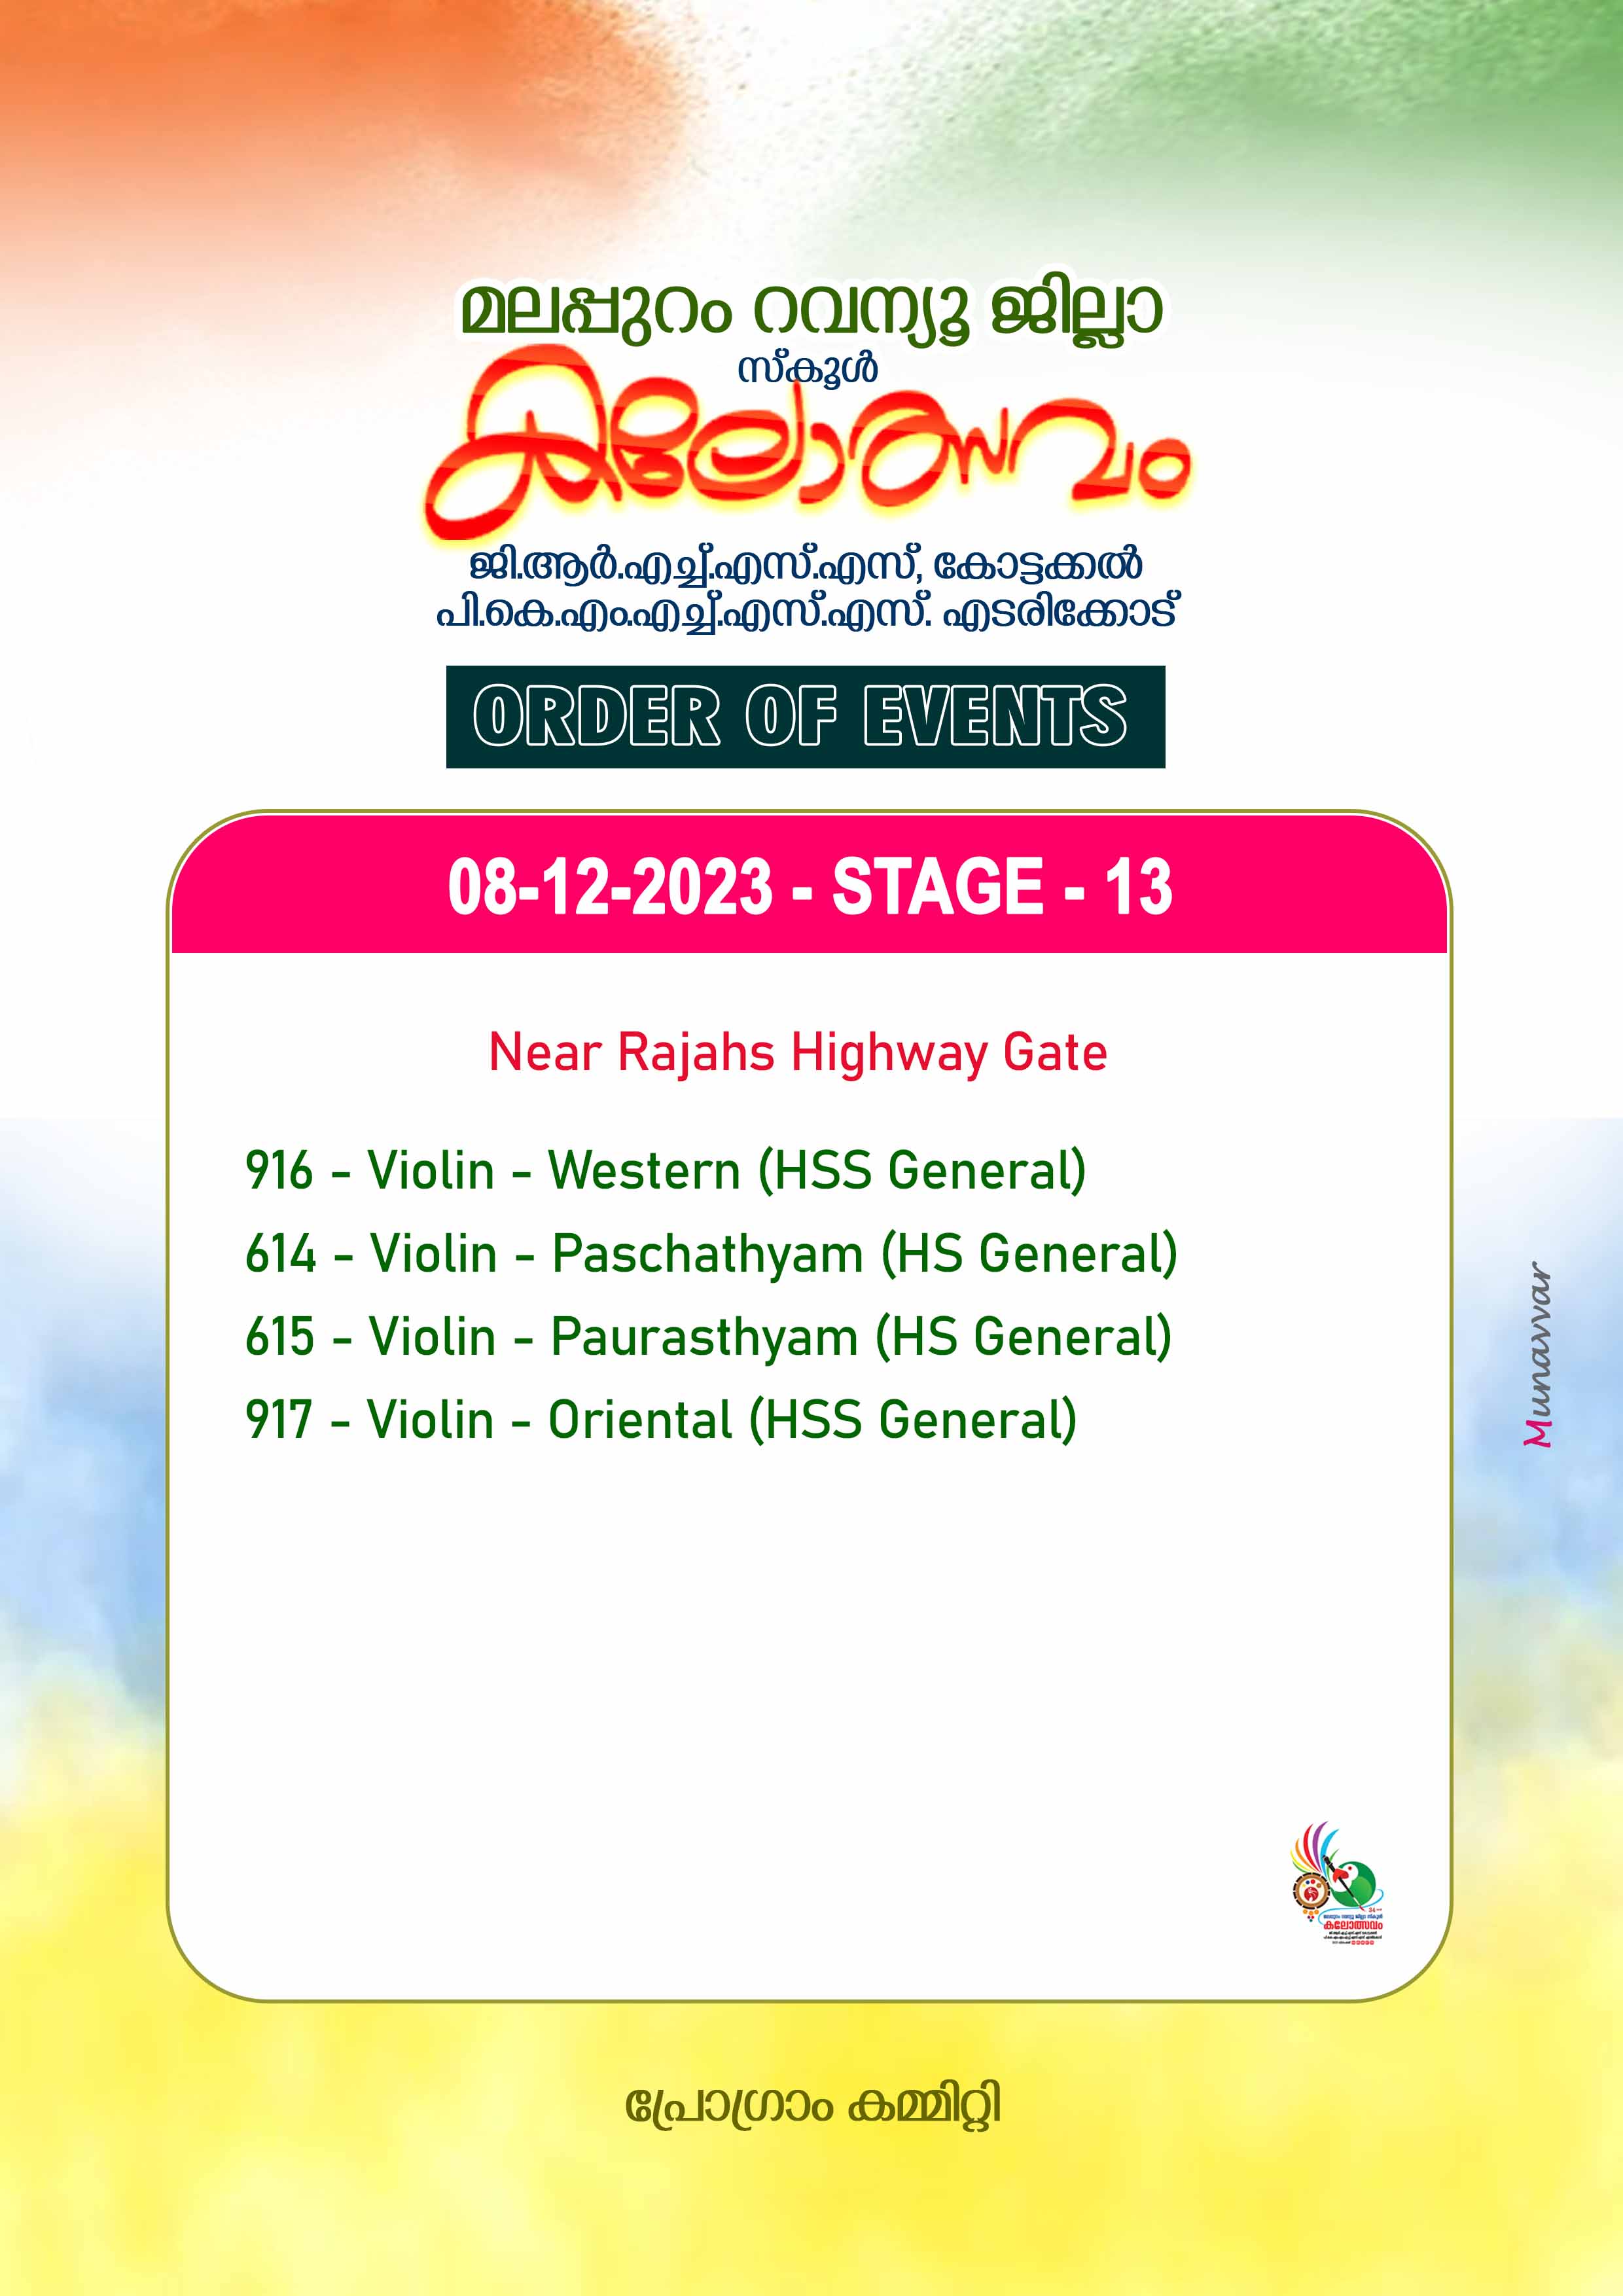 മലപ്പുറം റവന്യൂ ജില്ലാ
സ്കൂൾ
കലോത്സവം
ജി.ആർ.എച്ച്.എസ്.എസ്, കോട്ടക്കൽ
പി.കെ.എം.എച്ച്.എസ്.എസ്. എടരിക്കോട്
ORDER OF EVENTS
08-12-2023 - STAGE - 13
Near Rajahs Highway Gate
916 - Violin - Western (HSS General)
614 - Violin - Paschathyam (HS General)
615 - Violin - Paurasthyam (HS General)
917 - Violin - Oriental (HSS General)
Munavvar
കലോത്സവം
പ്രോഗ്രാം കമ്മിറ്റി